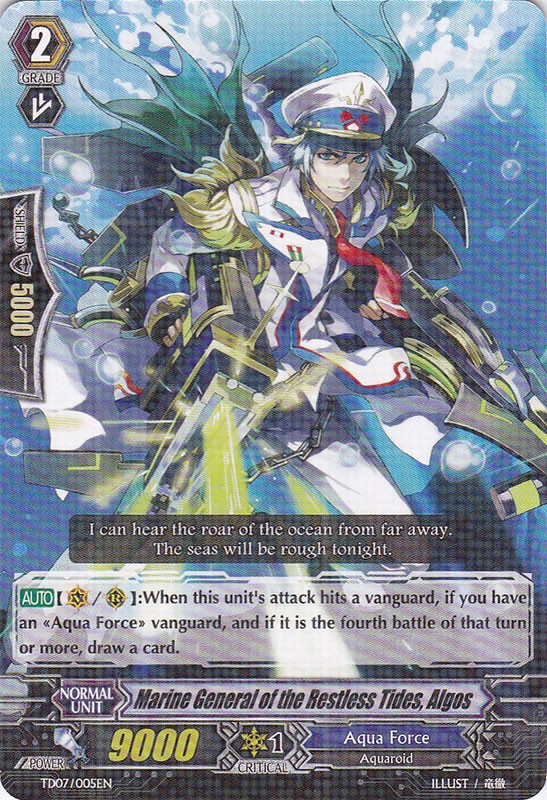 2
GRADE
SHIELD
5000
I can hear the roar of the ocean from far away.
The seas will be rough tonight.
AUTO [ V / R ]:When this unit's attack hits a vanguard, if you have
an «Aqua Force» vanguard, and if it is the fourth battle of that turn
or more, draw a card.
NORMAL
UNIT
Marine General of the Restless Tides, Algos
POWER
9000
1
CRITICAL
Aqua Force
Aquaroid
TD07/005EN
ILLUST / 竜徹